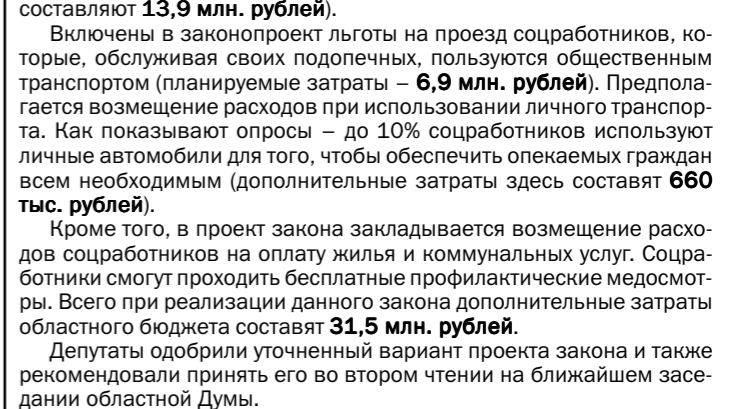 составляют 13,9 млн. рублей).
Включены в законопроект льготы на проезд соцработников, ко-
торые, обслуживая своих подопечных, пользуются общественным
транспортом (планируемые затраты – 6,9 млн. рублей). Предпола-
гается возмещение расходов при использовании личного транспор-
та. Как показывают опросы – до 10% соцработников используют
личные автомобили для того, чтобы обеспечить опекаемых граждан
всем необходимым (дополнительные затраты здесь составят 660
тыс. рублей).
Кроме того, в проект закона закладывается возмещение расхо-
дов соцработников на оплату жилья и коммунальных услуг. Соцра-
ботники смогут проходить бесплатные профилактические медосмот-
ры. Всего при реализации данного закона дополнительные затраты
областного бюджета составят 31,5 млн. рублей.
Депутаты одобрили уточненный вариант проекта закона и также
рекомендовали принять его во втором чтении на ближайшем засе-
дании областной Думы.